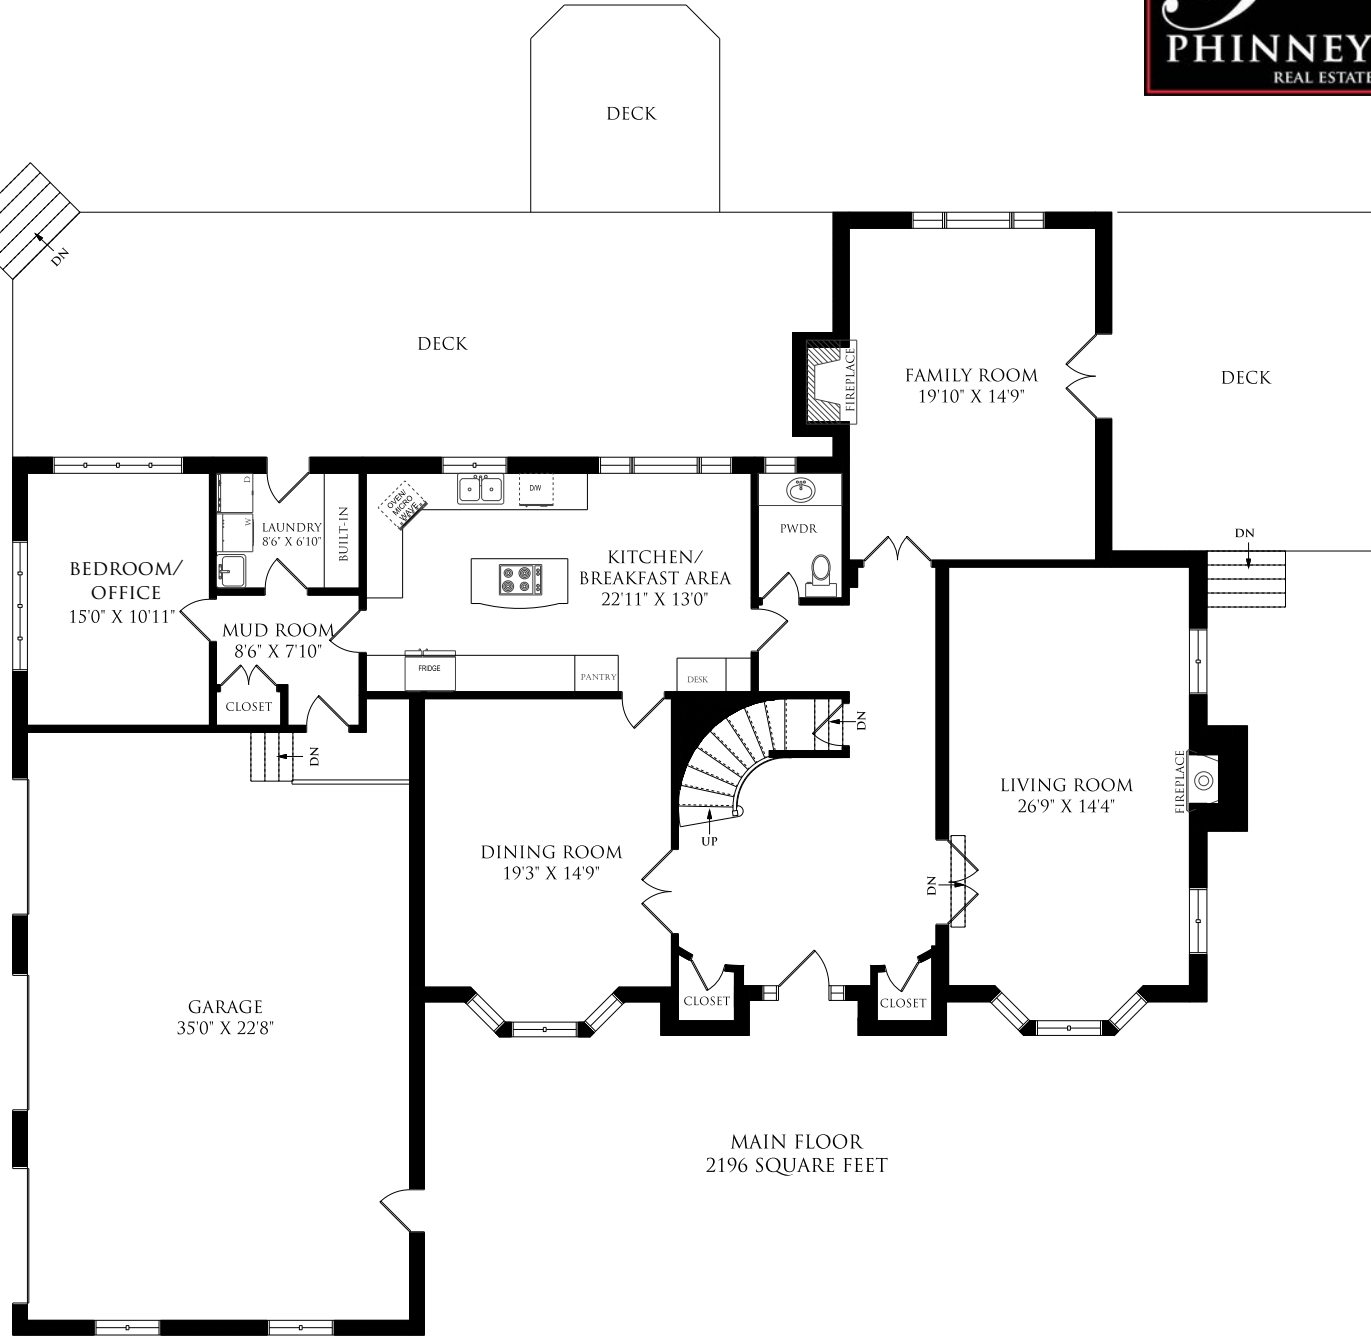 PHINNEY
REAL ESTATE
DECK
DN
DECK
FIREPLACE
FAMILY ROOM
19'10" X 14'9"
DECK
D
W
LAUNDRY
8'6" X 6'10"
BUILT-IN
OVEN/
MICRO
WAVE
D/W
PWDR
DN
BEDROOM/
OFFICE
15'0" X 10'11"
KITCHEN/
BREAKFAST AREA
22'11" X 13'0"
MUD ROOM
8'6" X 7'10"
FRIDGE
PANTRY
DESK
CLOSET
DN
DN
UP
LIVING ROOM
26'9" X 14'4"
FIREPLACE
DINING ROOM
19'3" X 14'9"
DN
CLOSET
CLOSET
GARAGE
35'0" X 22'8"
MAIN FLOOR
2196 SQUARE FEET